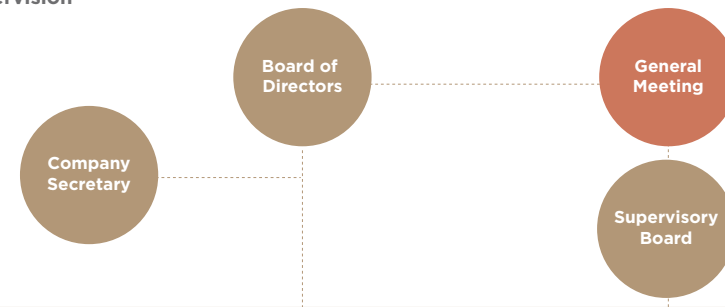 Board of
Directors
General
Meeting
Company
Secretary
Supervisory
Board